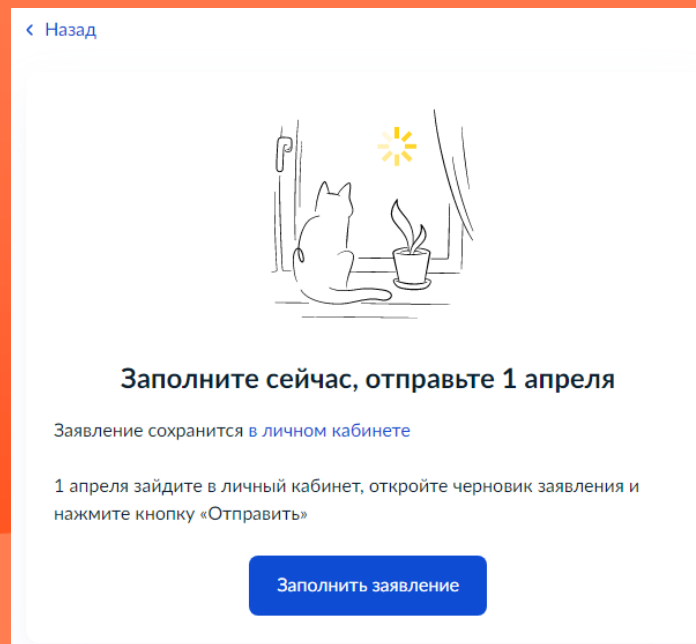 Назад
Заполните сейчас, отправьте 1 апреля
Заявление сохранится в личном кабинете
1 апреля зайдите в личный кабинет, откройте черновик заявления и
нажмите кнопку «Отправить»
Заполнить заявление